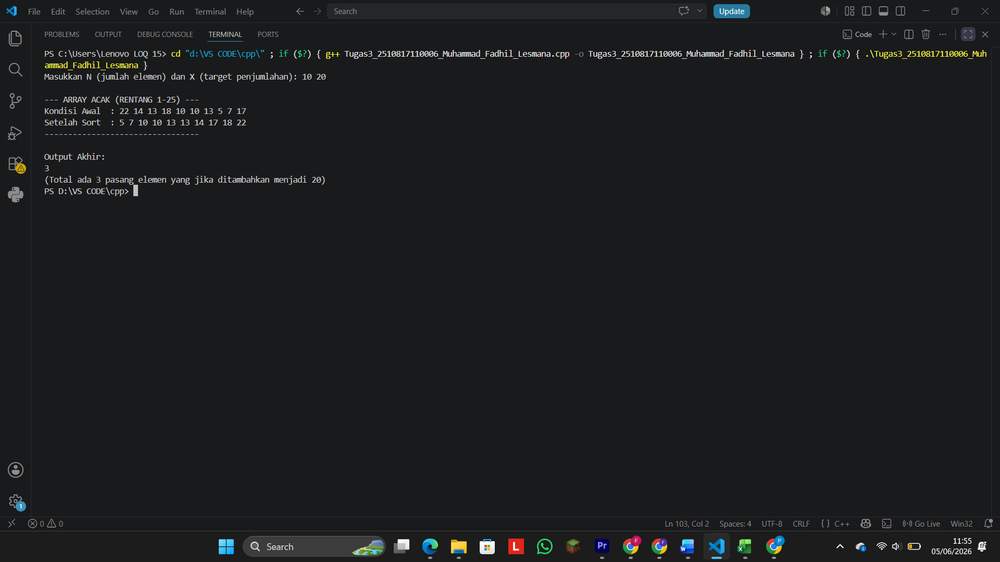 File Edit Selection View Go Run Terminal Help Search Update
PROBLEMS OUTPUT DEBUG CONSOLE TERMINAL PORTS Code
PS C:\Users\Lenovo LOQ 15> cd "d:\VS CODE\cpp\" ; if ($?) { g++ Tugas3_2510817110006_Muhammad_Fadhil_Lesmana.cpp -o Tugas3_2510817110006_Muhammad_Fadhil_Lesmana } ; if ($?) { .\Tugas3_2510817110006_Muh
ammad_Fadhil_Lesmana }
Masukkan N (jumlah elemen) dan X (target penjumlahan): 10 20
--- ARRAY ACAK (RENTANG 1-25) ---
Kondisi Awal  : 22 14 13 18 10 10 13 5 7 17
Setelah Sort  : 5 7 10 10 13 13 14 17 18 22
---------------------------------
Output Akhir:
3
(Total ada 3 pasang elemen yang jika ditambahkan menjadi 20)
PS D:\VS CODE\cpp>
1
0 0 Ln 103, Col 2 Spaces: 4 UTF-8 CRLF { } C++ Go Live Win32
Search L Pr F F W X P 11:55
05/06/2026